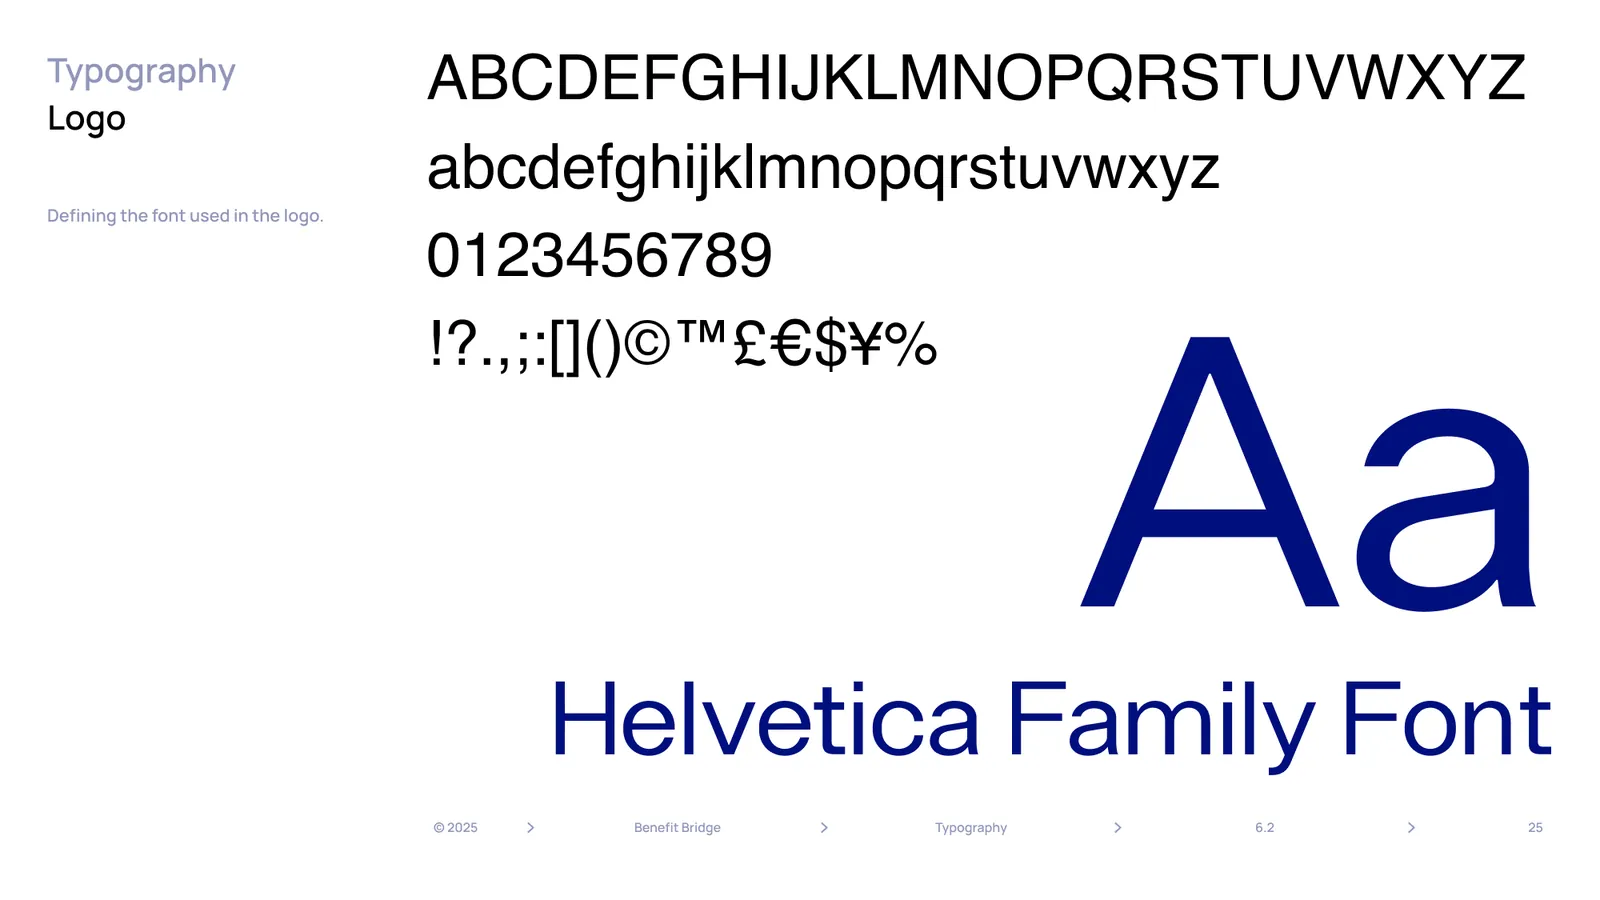 Typography
Logo
Defining the font used in the logo.
ABCDEFGHIJKLMNOPQRSTUVWXYZ
abcdefghijklmnopqrstuvwxyz
0123456789
!?.,;:[]()©™£€$¥%
Aa
Helvetica Family Font
© 2025 > Benefit Bridge > Typography > 6.2 > 25